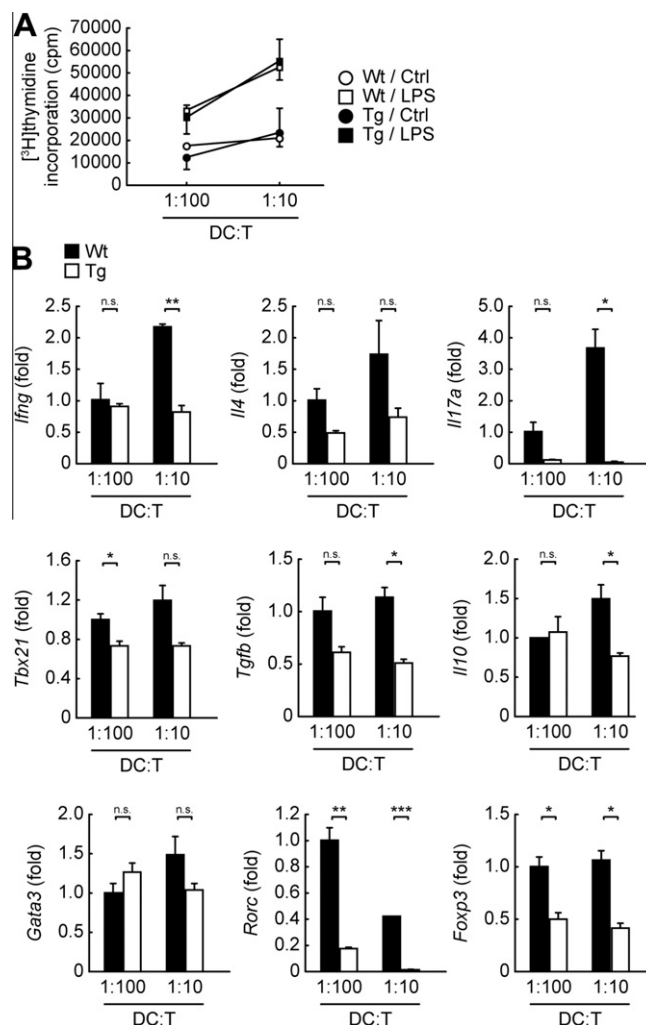 A
[³H]thymidine
incorporation (cpm)
70000
60000
50000
40000
30000
20000
10000
0
1:100 1:10
DC:T
Wt / Ctrl
Wt / LPS
Tg / Ctrl
Tg / LPS
B
Wt
Tg
Ifng (fold)
2.5
2.0
1.5
1.0
0.5
0
n.s. **
1:100 1:10
DC:T
Il4 (fold)
2.5
2.0
1.5
1.0
0.5
0
n.s. n.s.
1:100 1:10
DC:T
Il17a (fold)
5.0
4.0
3.0
2.0
1.0
0
n.s. *
1:100 1:10
DC:T
Tbx21 (fold)
1.6
1.2
0.8
0.4
0
* n.s.
1:100 1:10
DC:T
Tgfb (fold)
1.5
1.0
0.5
0
n.s. *
1:100 1:10
DC:T
Il10 (fold)
2.0
1.5
1.0
0.5
0
n.s. *
1:100 1:10
DC:T
Gata3 (fold)
2.0
1.5
1.0
0.5
0
n.s. n.s.
1:100 1:10
DC:T
Rorc (fold)
1.2
1.0
0.8
0.6
0.4
0.2
0
** ***
1:100 1:10
DC:T
Foxp3 (fold)
1.5
1.0
0.5
0
* *
1:100 1:10
DC:T